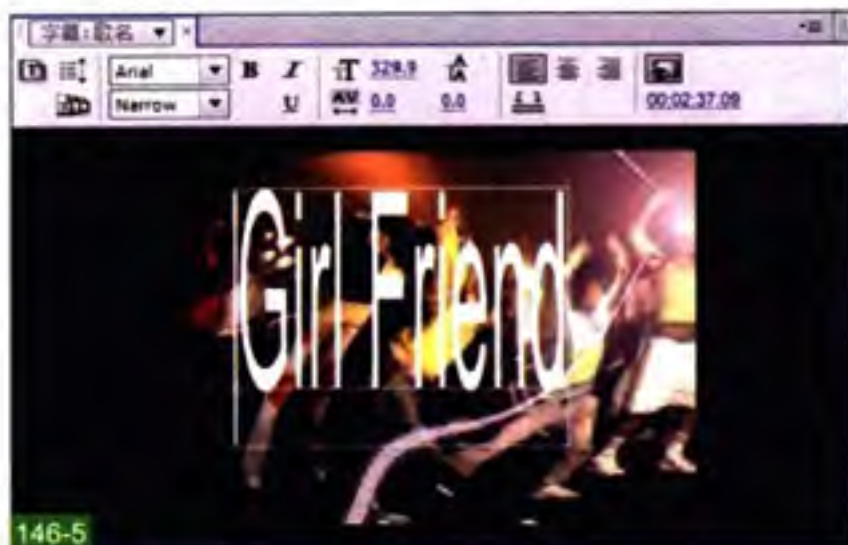 字幕:歌名
Arial B I T 329.9
Narrow U 0.0 0.0 00:02:37.09
Girl Friend
146-5